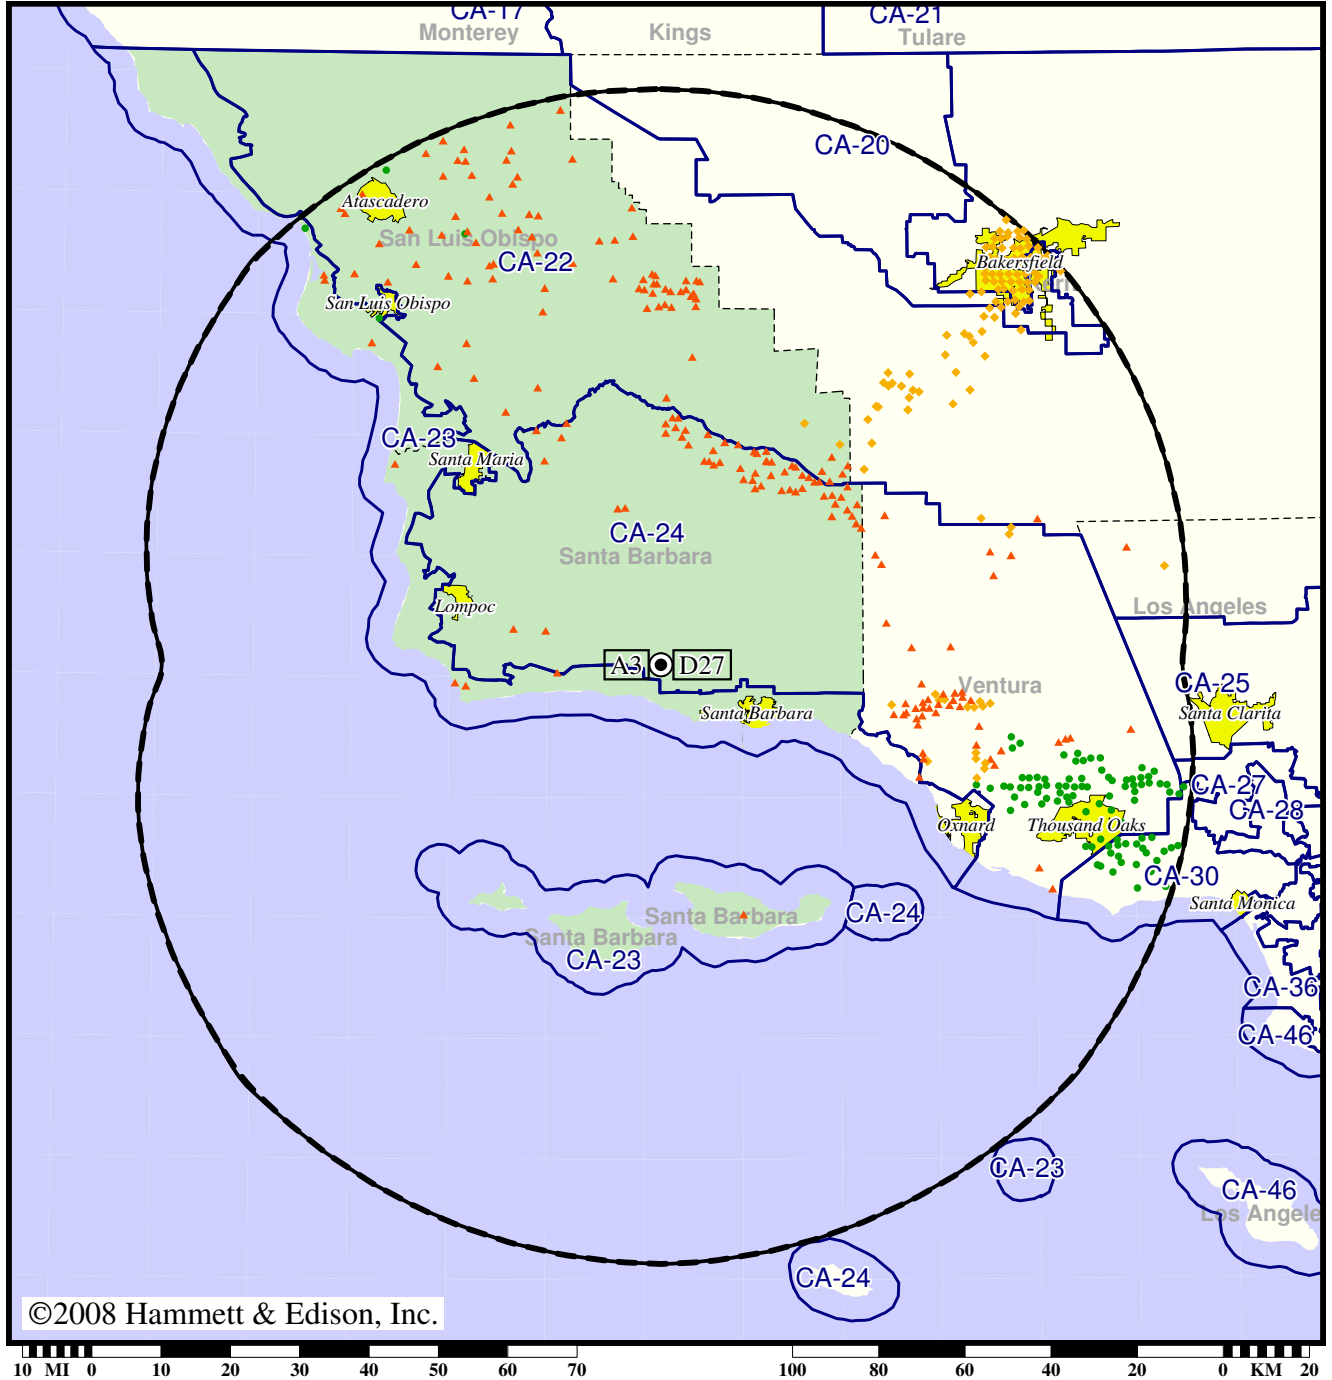 CA-17
CA-21
Monterey
Kings
Tulare
CA-20
Atascadero
San Luis Obispo
CA-22
Bakersfield
San Luis Obispo
CA-23
Santa Maria
CA-24
Santa Barbara
Lompoc
Los Angeles
A3 D27
Ventura
CA-25
Santa Barbara
Santa Clarita
CA-27
CA-28
Oxnard
Thousand Oaks
CA-30
Santa Monica
Santa Barbara
CA-24
Santa Barbara
CA-23
CA-36
CA-46
CA-23
CA-46
Los Angele
CA-24
©2008 Hammett & Edison, Inc.
10 MI 0 10 20 30 40 50 60 70 100 80 60 40 20 0 KM 20